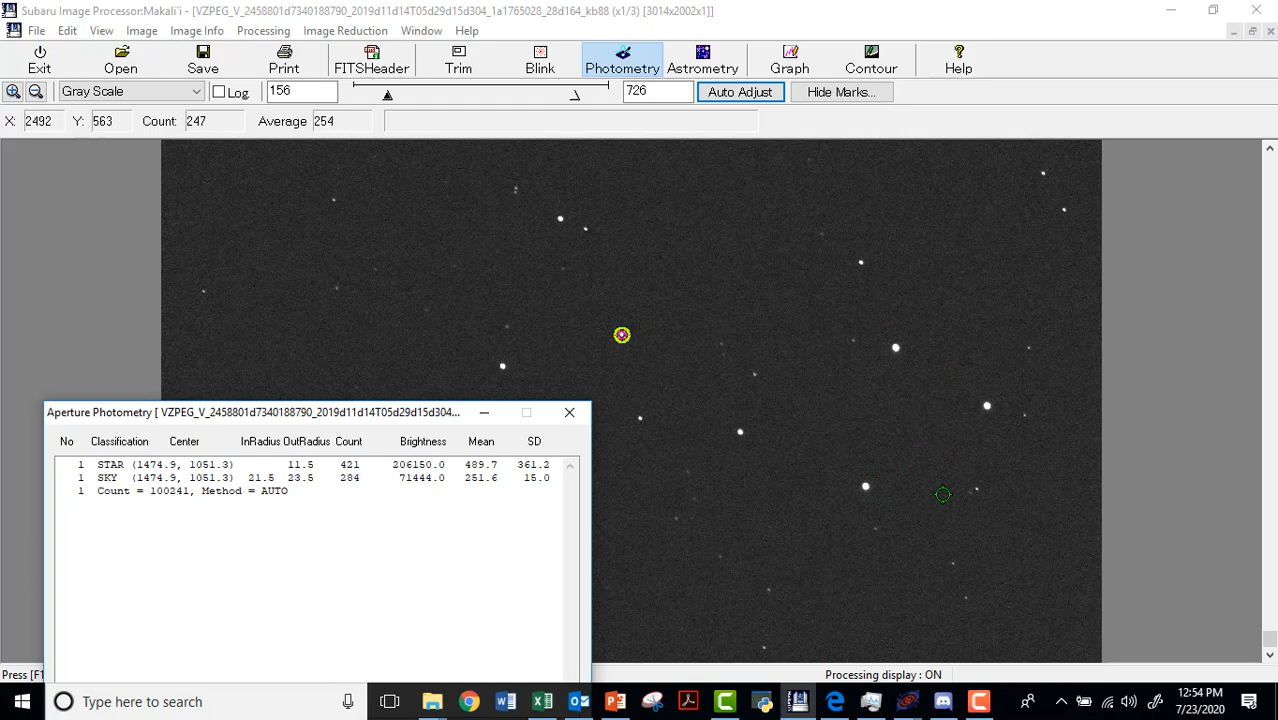 Subaru Image Processor:Makali`i - [VZPEG_V_2458801d7340188790_2019d11d14T05d29d15d304_1a1765028_28d164_kb88 (x1/3) [3014x2002x1]]
File Edit View Image Image Info Processing Image Reduction Window Help
Exit Open Save Print FITSHeader Trim Blink Photometry Astrometry Graph Contour Help
Gray Scale Log 156 726 Auto Adjust Hide Marks...
X: 2492 Y: 563 Count: 247 Average 254
Aperture Photometry [ VZPEG_V_2458801d7340188790_2019d11d14T05d29d15d304...
No Classification Center InRadius OutRadius Count Brightness Mean SD
1 STAR (1474.9, 1051.3) 11.5 421 206150.0 489.7 361.2
1 SKY (1474.9, 1051.3) 21.5 23.5 284 71444.0 251.6 15.0
1 Count = 100241, Method = AUTO
Press [F1 Processing display : ON
Type here to search
12:54 PM
7/23/2020